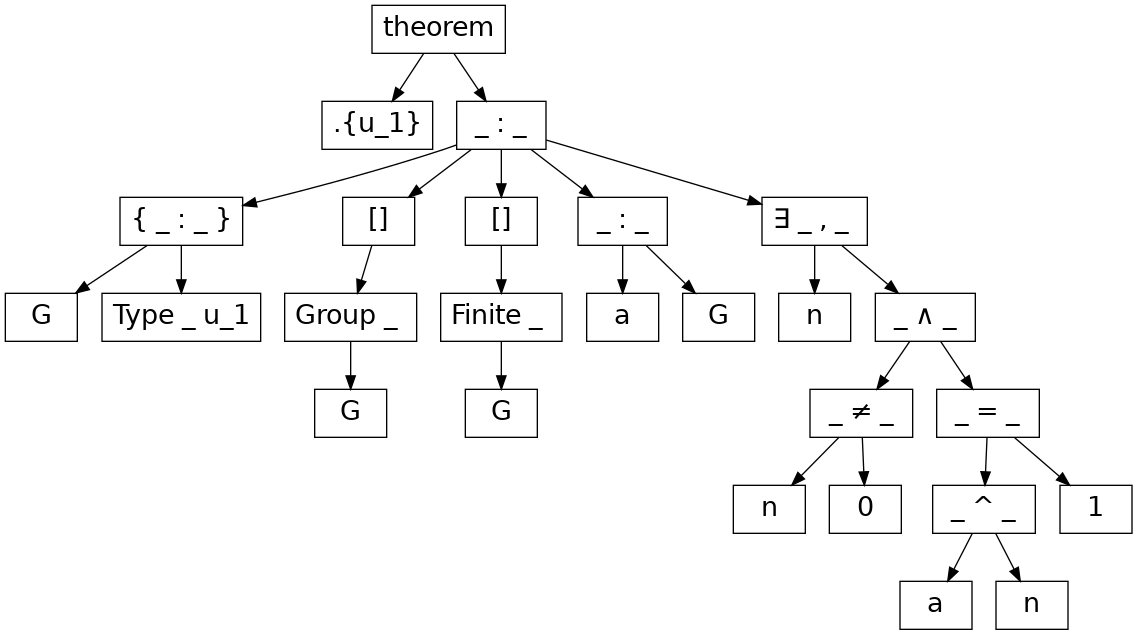 theorem
.{u_1}
_ : _
{ _ : _ }
[]
[]
_ : _
∃ _ , _
G
Type _ u_1
Group _
Finite _
a
G
n
_ ∧ _
G
G
_ ≠ _
_ = _
n
0
_ ^ _
1
a
n